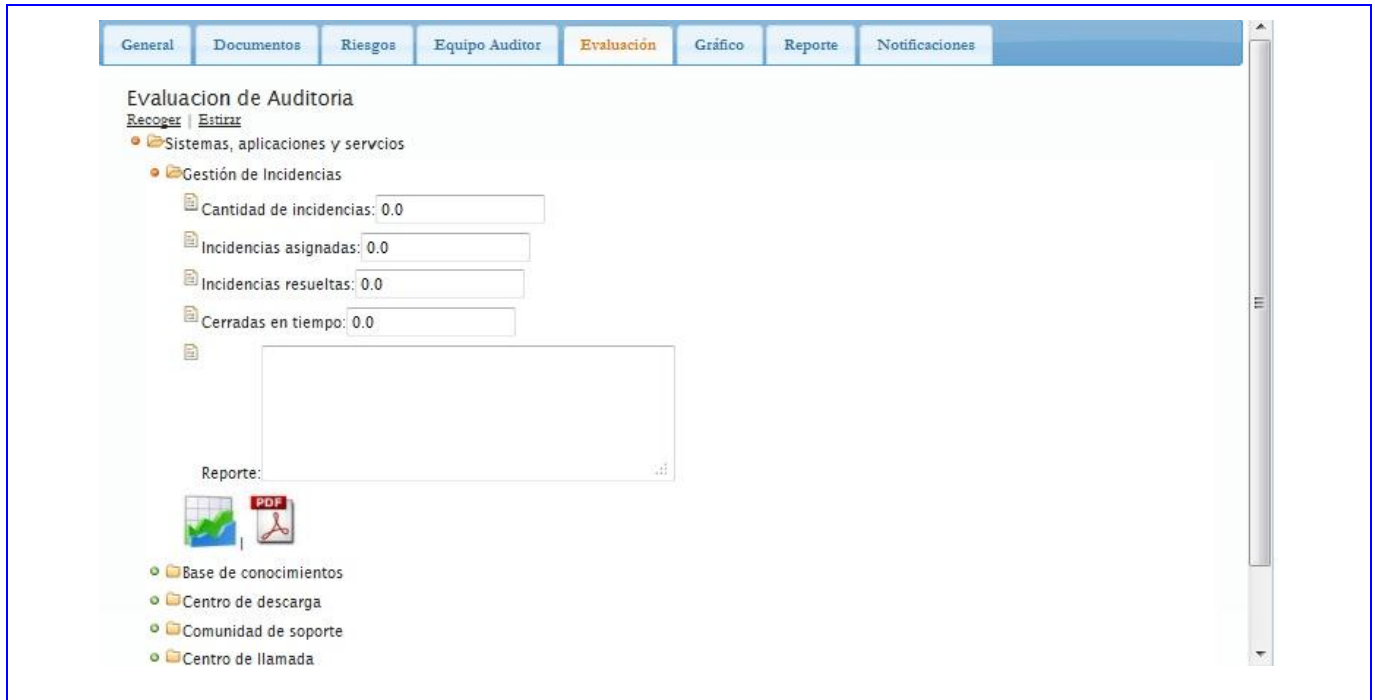 General Documentos Riesgos Equipo Auditor Evaluación Gráfico Reporte Notificaciones
Evaluacion de Auditoria
Recoger | Estirar
Sistemas, aplicaciones y servcios
Gestión de Incidencias
Cantidad de incidencias: 0.0
Incidencias asignadas: 0.0
Incidencias resueltas: 0.0
Cerradas en tiempo: 0.0
Reporte:
PDF
|
Base de conocimientos
Centro de descarga
Comunidad de soporte
Centro de llamada